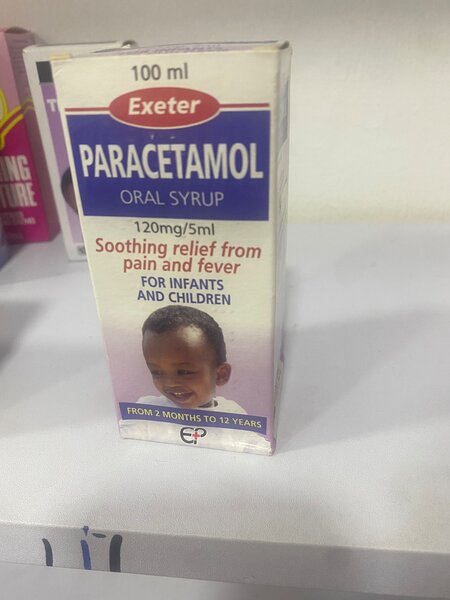 100 ml
Exeter
PARACETAMOL
ORAL SYRUP
120mg/5ml
Soothing relief from
pain and fever
FOR INFANTS
AND CHILDREN
FROM 2 MONTHS TO 12 YEARS
EP